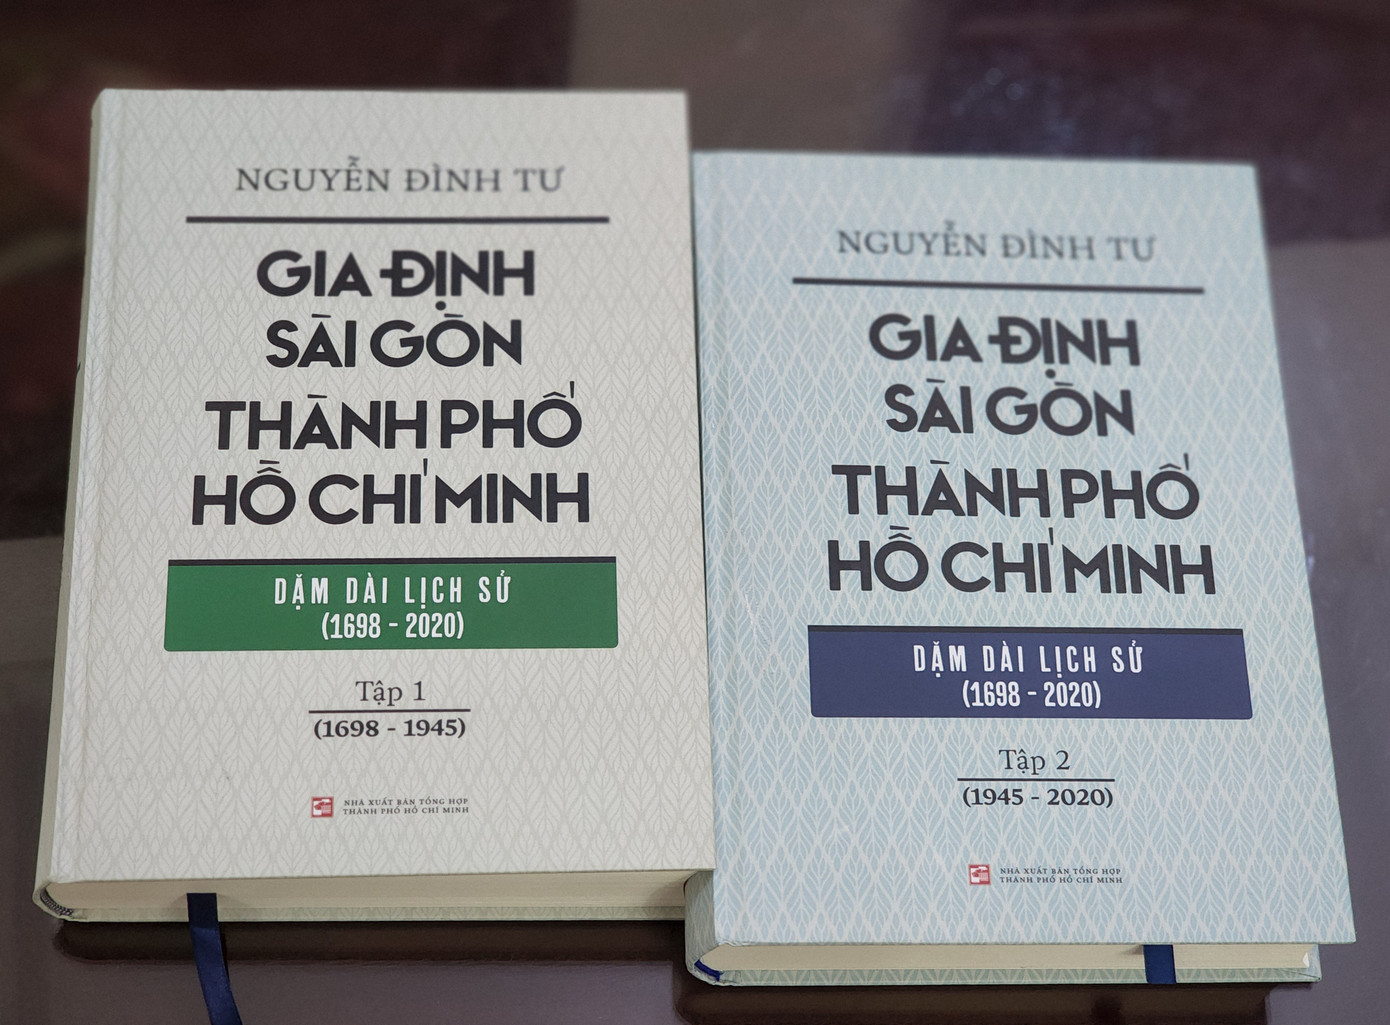 NGUYỄN ĐÌNH TƯ
GIA ĐỊNH
SÀI GÒN
THÀNH PHỐ
HỒ CHÍ MINH
DẶM DÀI LỊCH SỬ
(1698 - 2020)
Tập 1
(1698 - 1945)
NHÀ XUẤT BẢN TỔNG HỢP
THÀNH PHỐ HỒ CHÍ MINH
NGUYỄN ĐÌNH TƯ
GIA ĐỊNH
SÀI GÒN
THÀNH PHỐ
HỒ CHÍ MINH
DẶM DÀI LỊCH SỬ
(1698 - 2020)
Tập 2
(1945 - 2020)
NHÀ XUẤT BẢN TỔNG HỢP
THÀNH PHỐ HỒ CHÍ MINH